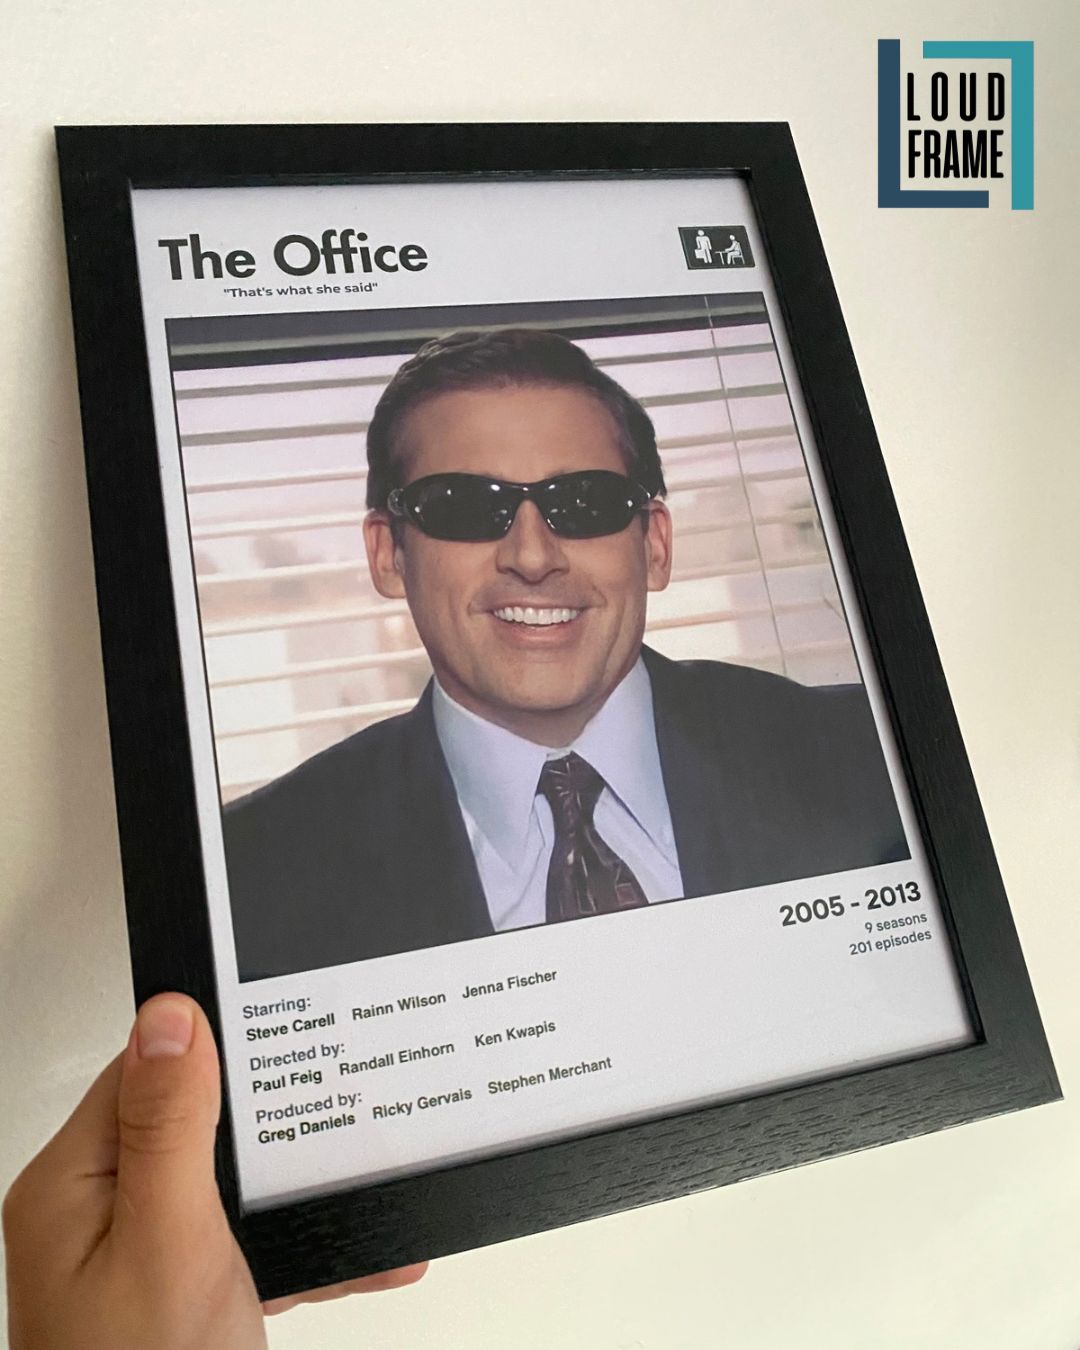 LOUD
FRAME
The Office
"That's what she said"
2005 - 2013
9 seasons
201 episodes
Starring:
Steve Carell Rainn Wilson Jenna Fischer
Directed by:
Paul Feig Randall Einhorn Ken Kwapis
Produced by:
Greg Daniels Ricky Gervais Stephen Merchant